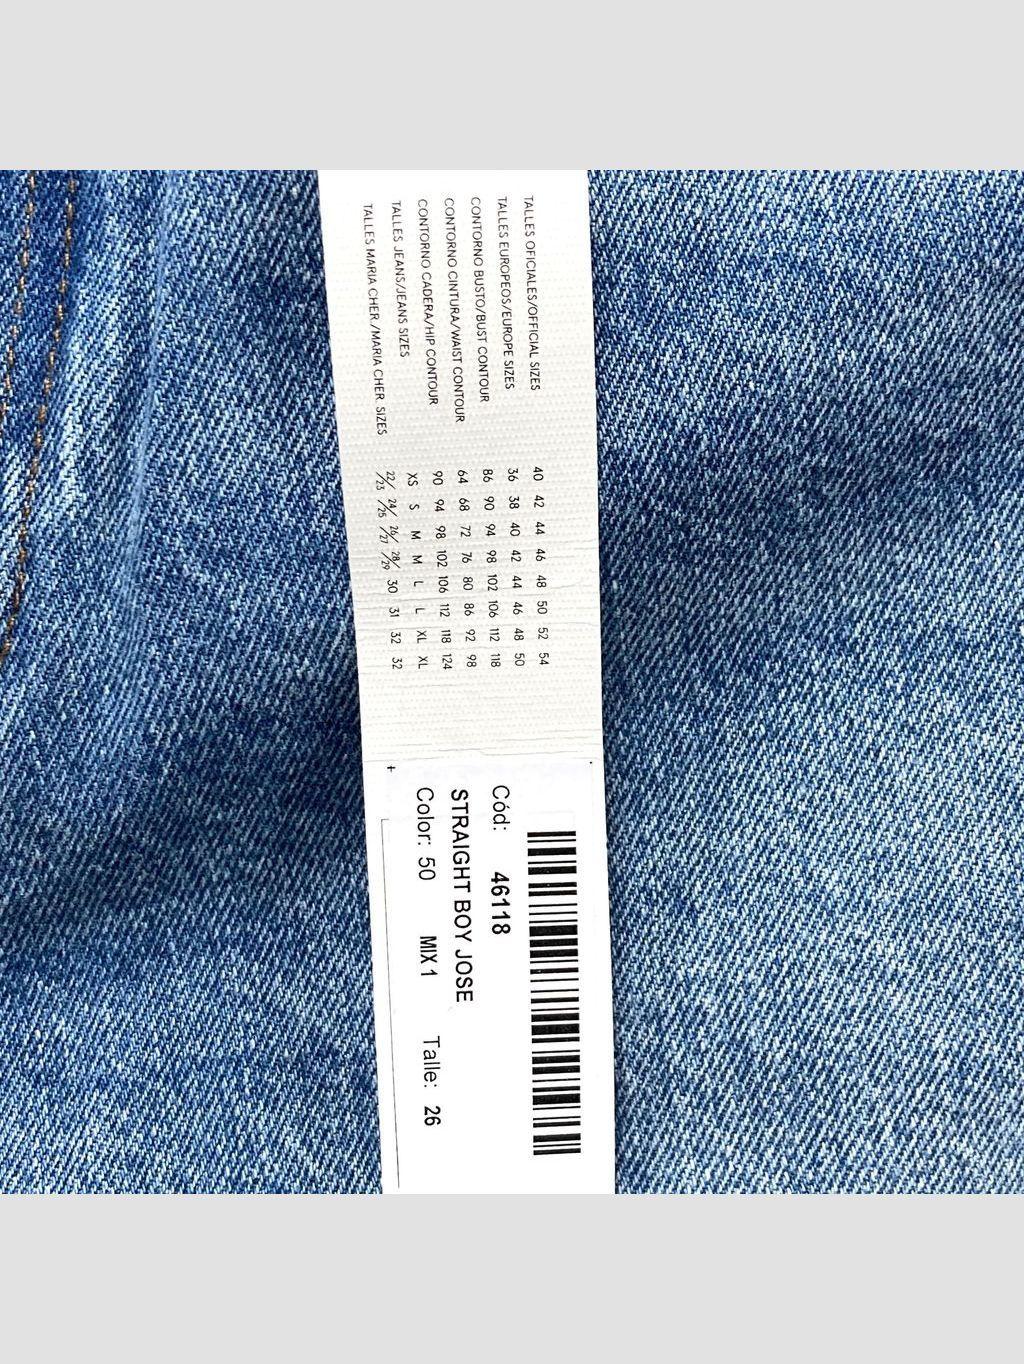 TALLES OFICIALES/OFFICIAL SIZES 40 42 44 46 48 50 52 54
TALLES EUROPEOS/EUROPE SIZES 36 38 40 42 44 46 48 50
CONTORNO BUSTO/BUST CONTOUR 86 90 94 98 102 106 112 118
CONTORNO CINTURA/WAIST CONTOUR 64 68 72 76 80 86 92 98
CONTORNO CADERA/HIP CONTOUR 90 94 98 102 106 112 118 124
TALLES JEANS/JEANS SIZES XS S M M L L XL XL
TALLES MARIA CHER./MARIA CHER. SIZES 22/23 24/25 26/27 28/29 30 31 32 32
Cód: 46118
STRAIGHT BOY JOSE
Color: 50 MIX 1 Talle: 26